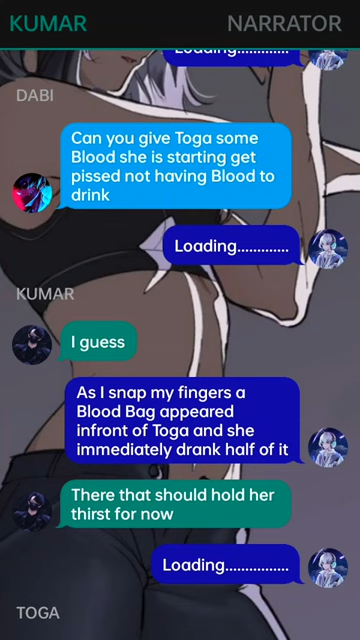 KUMAR
NARRATOR
Loading..............
DABI
Can you give Toga some
Blood she is starting get
pissed not having Blood to
drink
Loading..............
KUMAR
I guess
As I snap my fingers a
Blood Bag appeared
infront of Toga and she
immediately drank half of it
There that should hold her
thirst for now
Loading................
TOGA